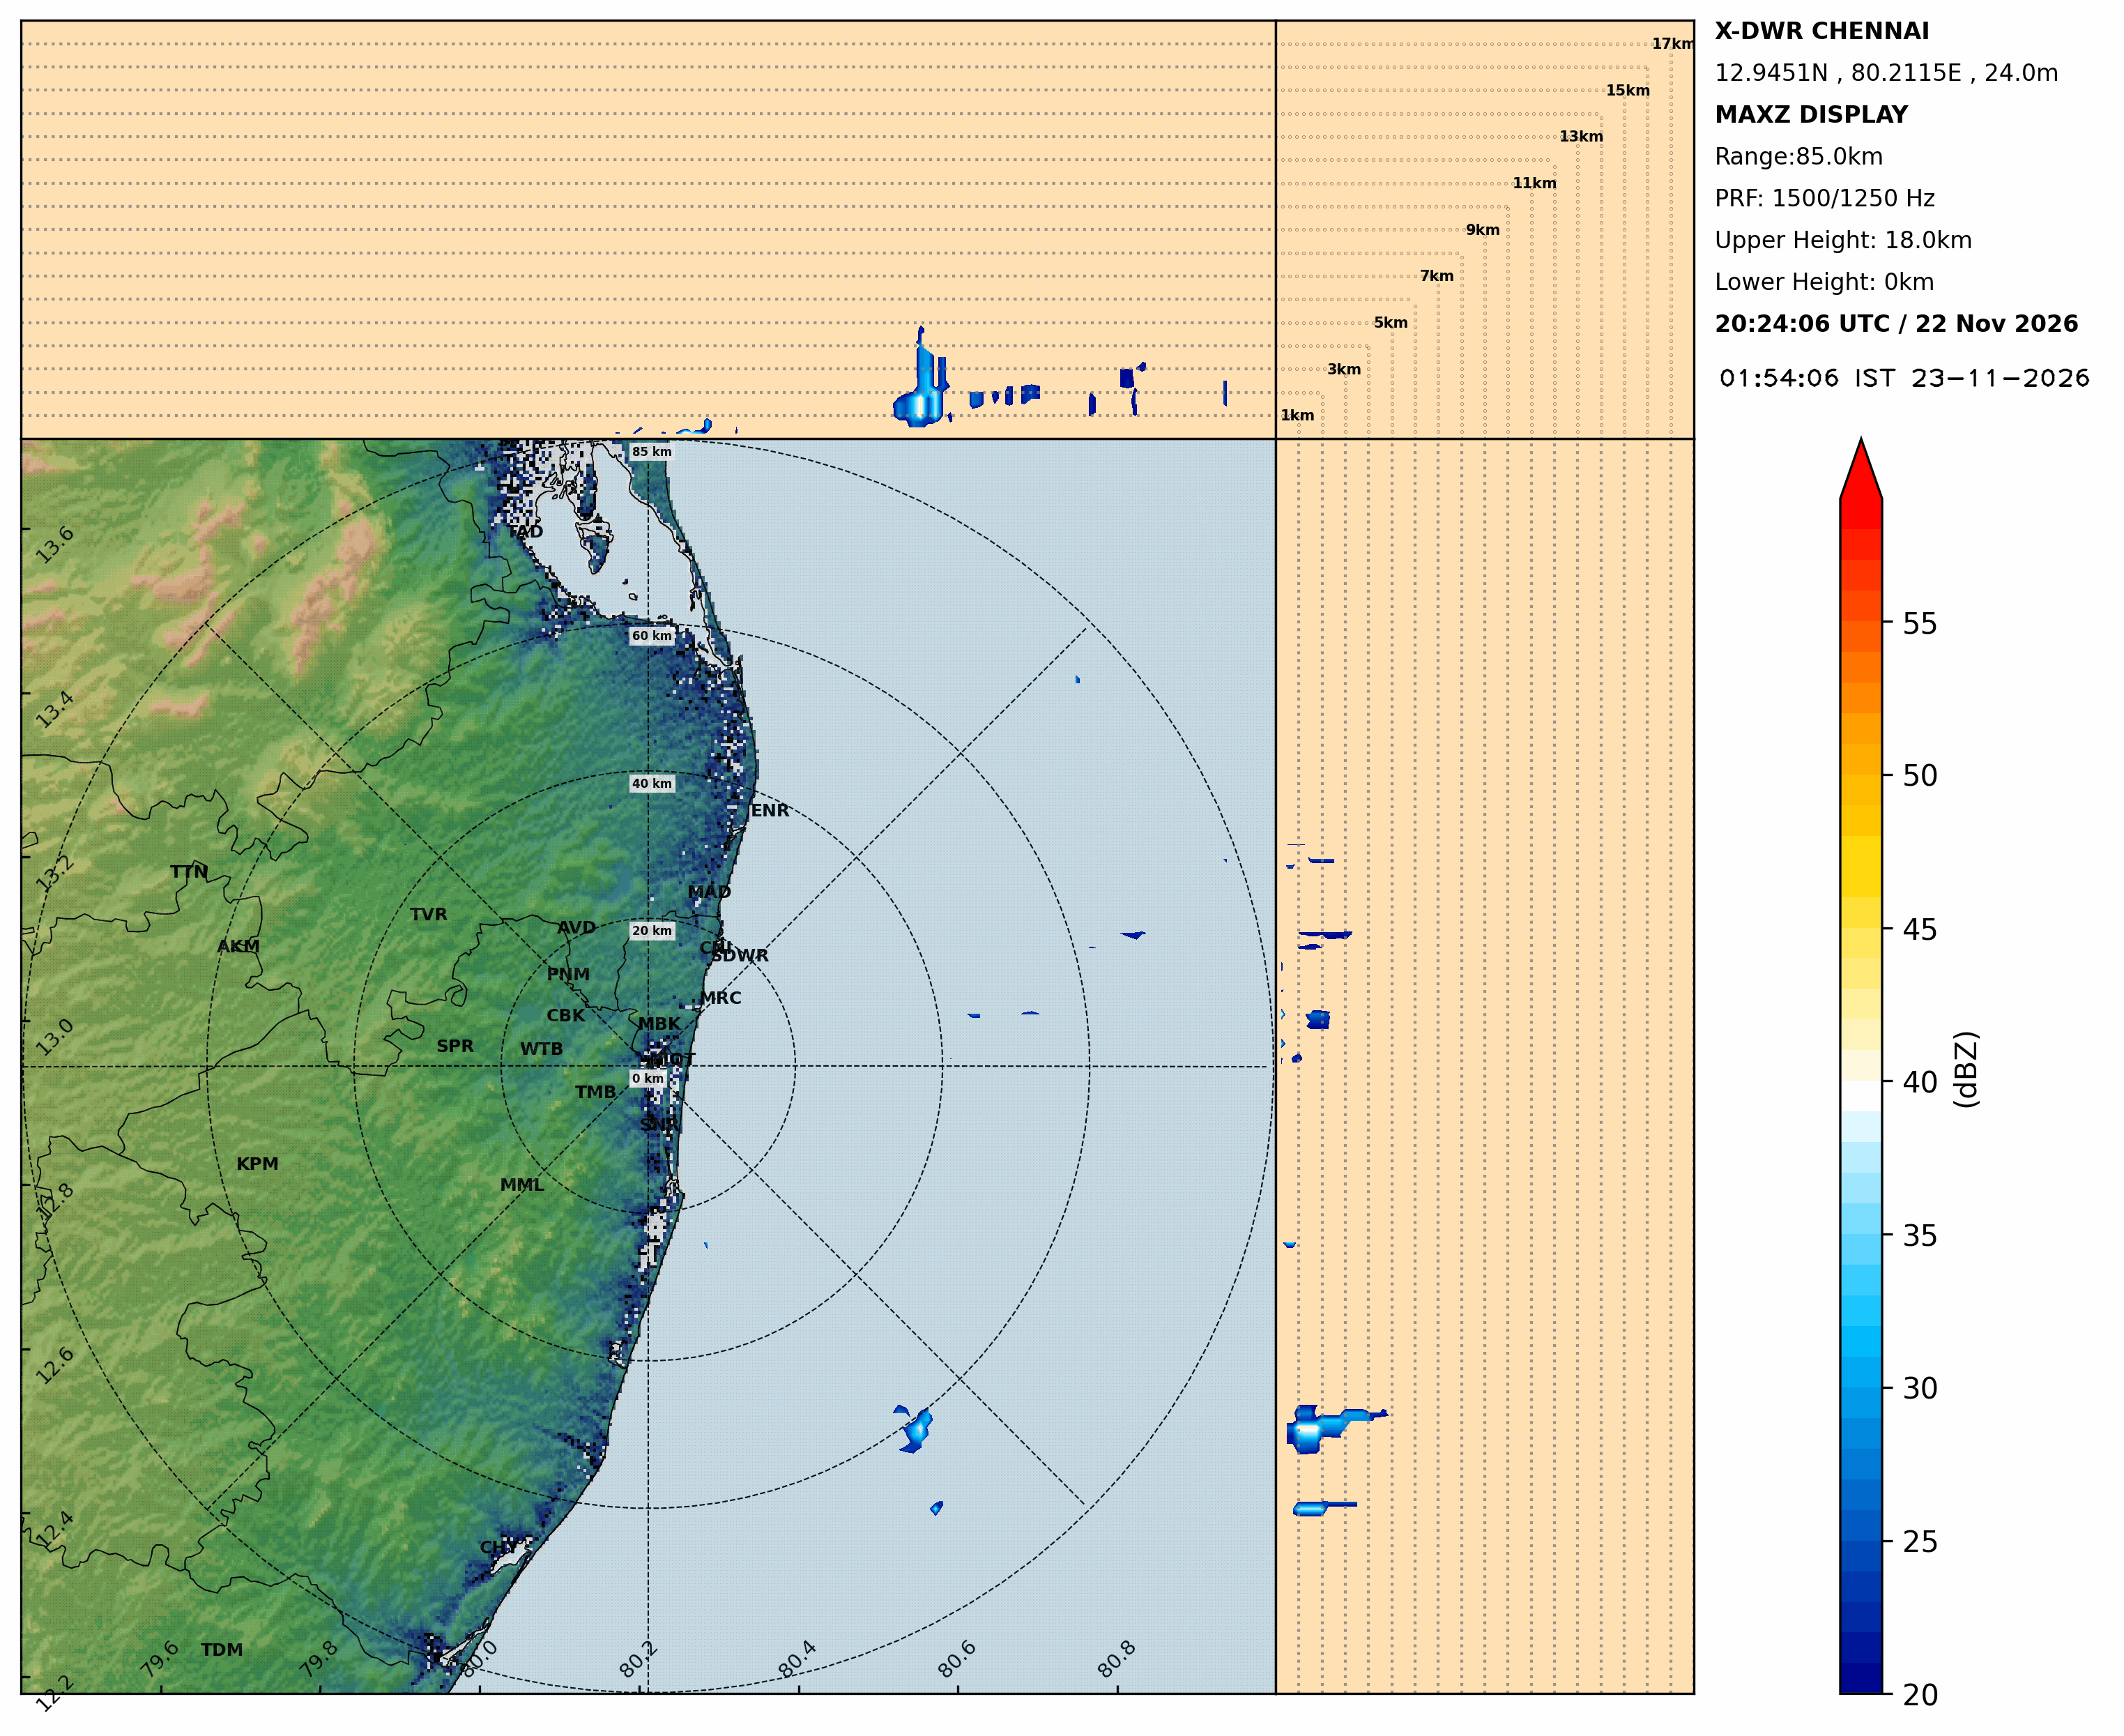 X-DWR CHENNAI
12.9451N , 80.2115E , 24.0m
MAXZ DISPLAY
Range:85.0km
PRF: 1500/1250 Hz
Upper Height: 18.0km
Lower Height: 0km
20:24:06 UTC / 22 Nov 2026
01:54:06 IST 23-11-2026
17km
15km
13km
11km
9km
7km
5km
3km
1km
85 km
60 km
40 km
20 km
0 km
TAD
ENR
TTN
MAD
TVR
AVD
AKM
SDWR
PNM
MRC
CBK
MBK
SPR
WTB
TMB
SNR
KPM
MML
CHY
TDM
13.6
13.4
13.2
13.0
12.8
12.6
12.4
12.2
79.6
79.8
80.0
80.2
80.4
80.6
80.8
55
50
45
40
35
30
25
20
(dBZ)